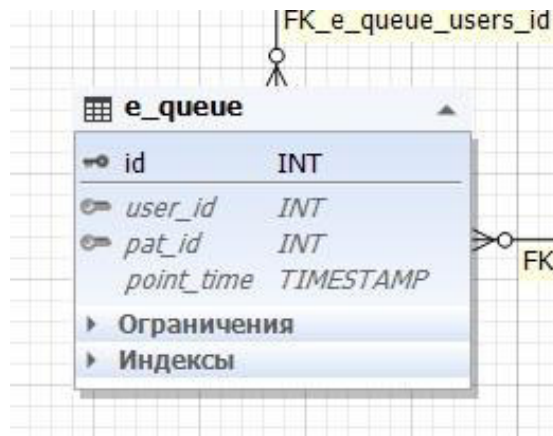 FK_e_queue_users_id
e_queue
id INT
user_id INT
pat_id INT
point_time TIMESTAMP
FK
Ограничения
Индексы